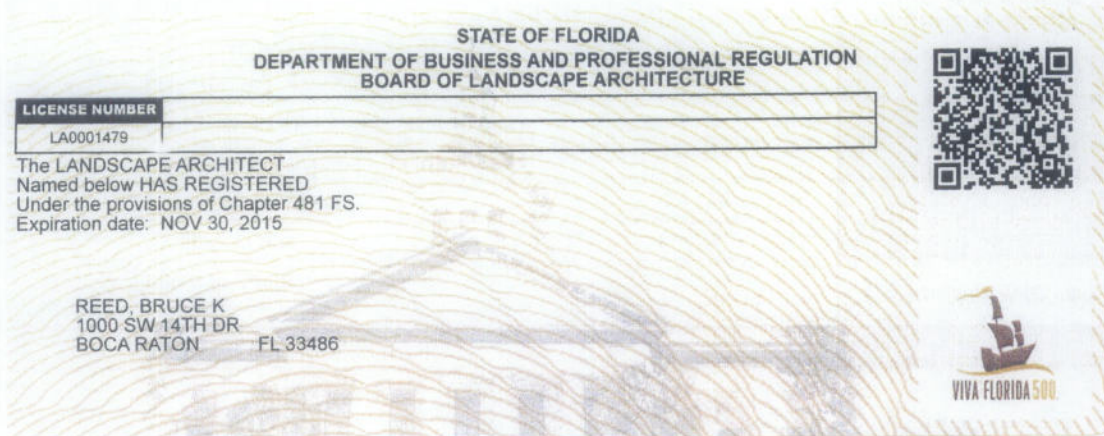 STATE OF FLORIDA
DEPARTMENT OF BUSINESS AND PROFESSIONAL REGULATION
BOARD OF LANDSCAPE ARCHITECTURE
LICENSE NUMBER
LA0001479
The LANDSCAPE ARCHITECT
Named below HAS REGISTERED
Under the provisions of Chapter 481 FS.
Expiration date: NOV 30, 2015
REED, BRUCE K
1000 SW 14TH DR
BOCA RATON FL 33486
VIVA FLORIDA 500